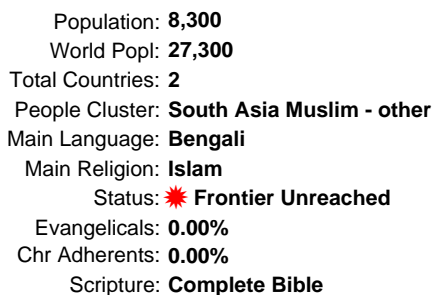 Population: 8,300
World Popl: 27,300
Total Countries: 2
People Cluster: South Asia Muslim - other
Main Language: Bengali
Main Religion: Islam
Status: Frontier Unreached
Evangelicals: 0.00%
Chr Adherents: 0.00%
Scripture: Complete Bible